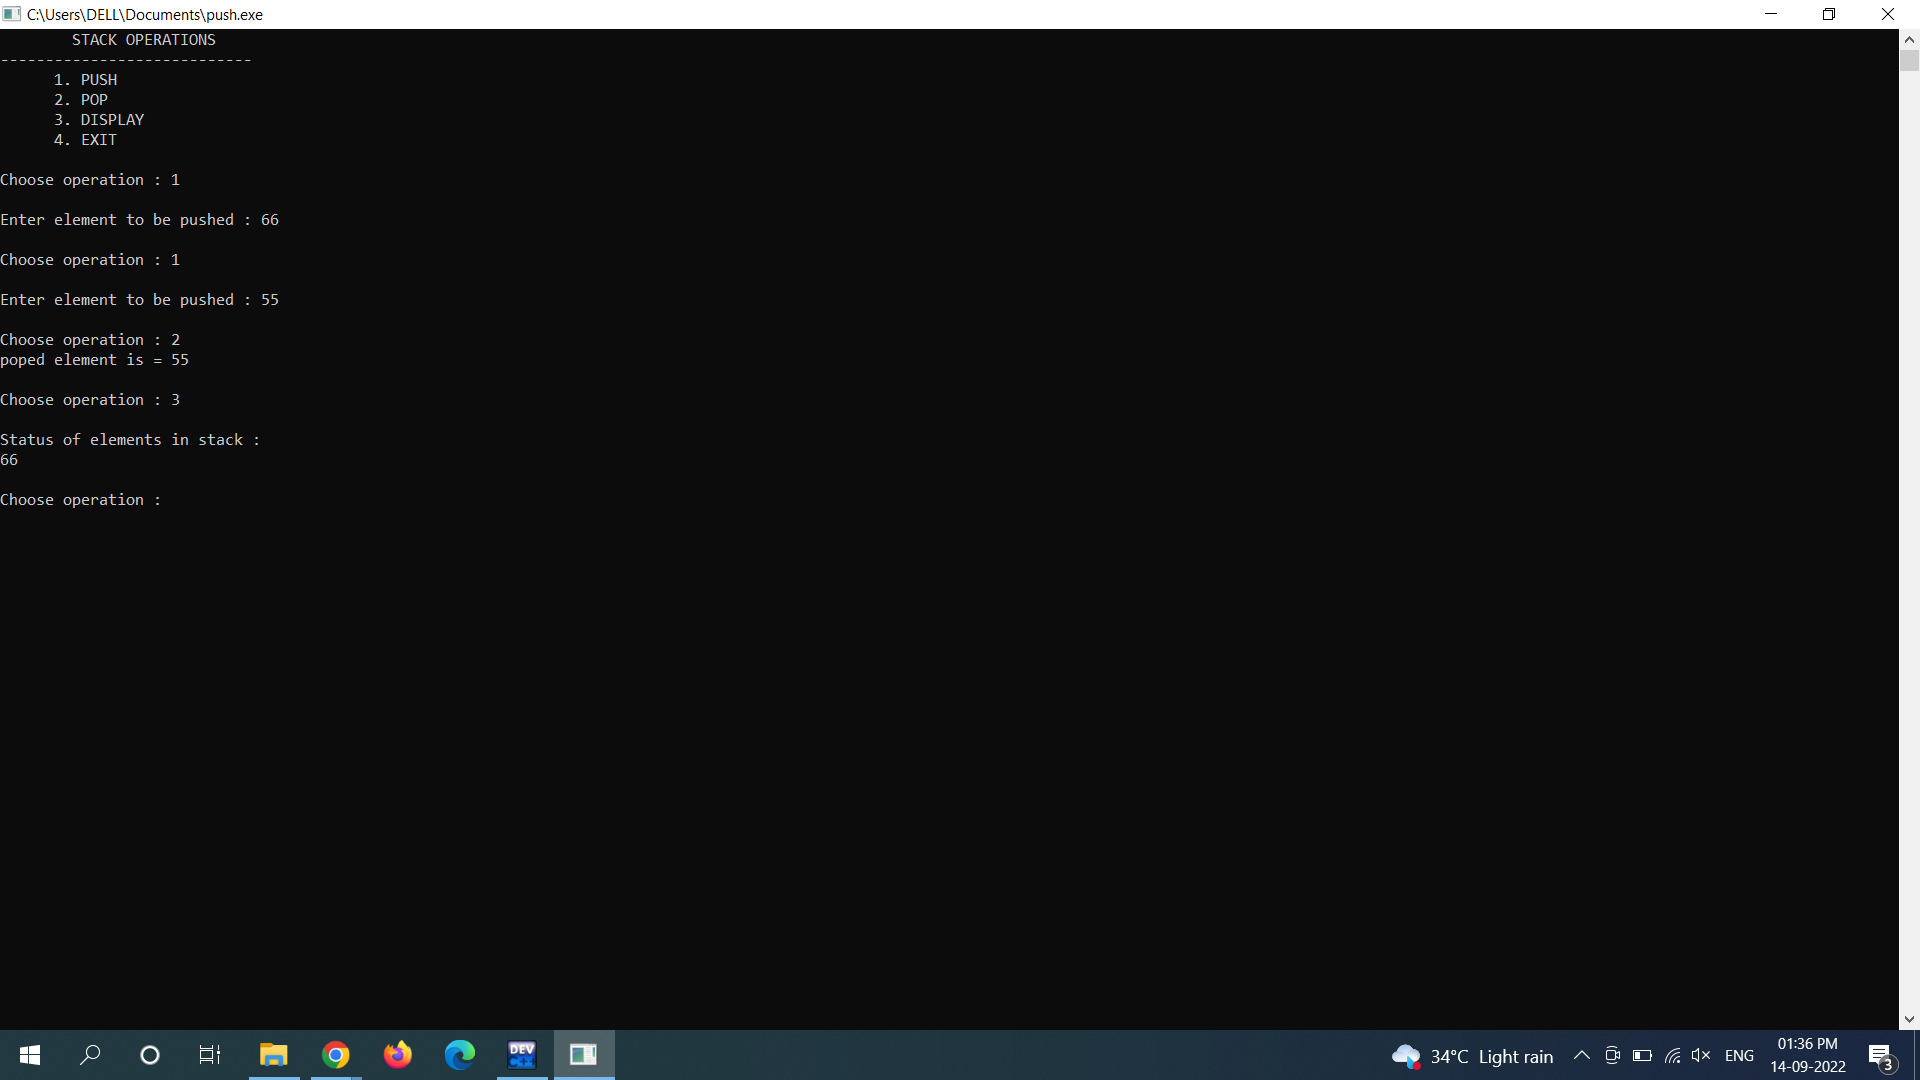 C:\Users\DELL\Documents\push.exe
STACK OPERATIONS
----------------------------
1. PUSH
2. POP
3. DISPLAY
4. EXIT
Choose operation : 1
Enter element to be pushed : 66
Choose operation : 1
Enter element to be pushed : 55
Choose operation : 2
poped element is = 55
Choose operation : 3
Status of elements in stack :
66
Choose operation :
DEV
C++
34°C Light rain
ENG
01:36 PM
14-09-2022
3